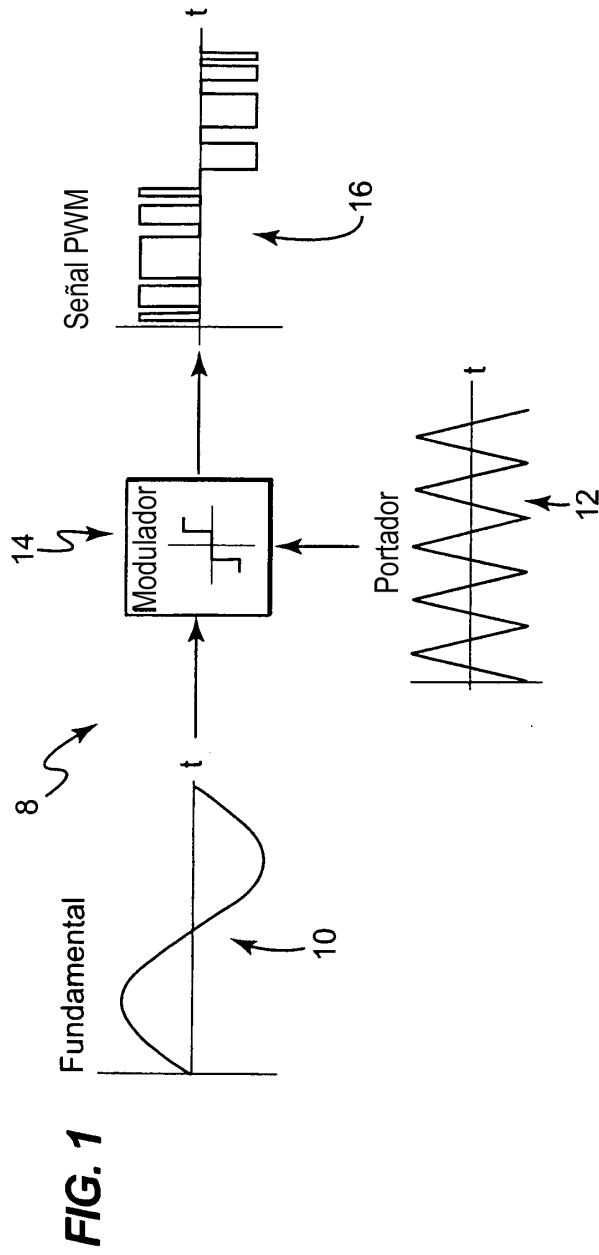 FIG. 1
8
Fundamental
t
10
14
Modulador
Portador
t
12
Señal PWM
t
16